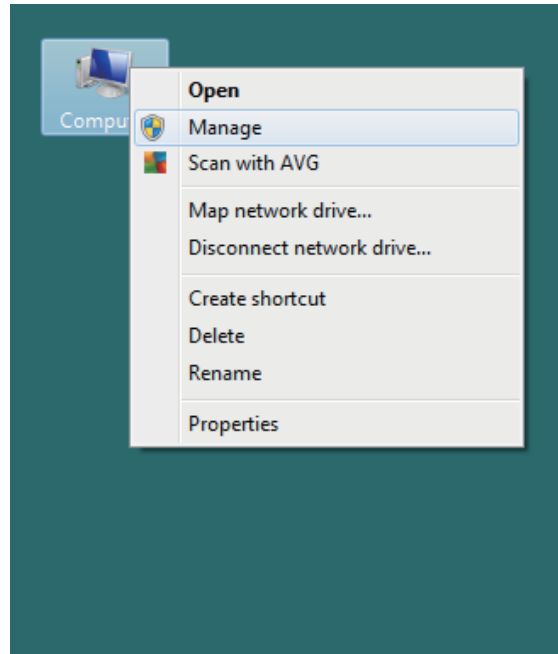 Compu
Open
Manage
Scan with AVG
Map network drive...
Disconnect network drive...
Create shortcut
Delete
Rename
Properties